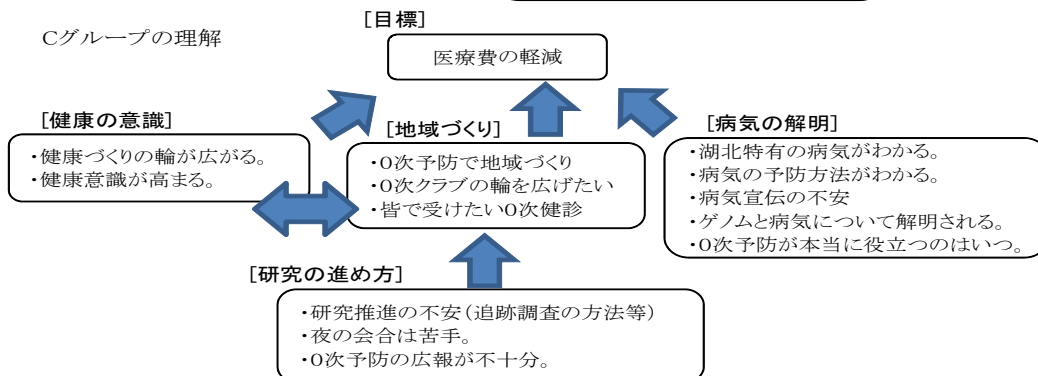 Cグループの理解
[目標]
医療費の軽減
[健康の意識]
・健康づくりの輪が広がる。
・健康意識が高まる。
[地域づくり]
・0次予防で地域づくり
・0次クラブの輪を広げたい
・皆で受けたい0次健診
[病気の解明]
・湖北特有の病気がわかる。
・病気の予防方法がわかる。
・病気宣伝の不安
・ゲノムと病気について解明される。
・0次予防が本当に役立つのはいつ。
[研究の進め方]
・研究推進の不安(追跡調査の方法等)
・夜の会合は苦手。
・0次予防の広報が不十分。